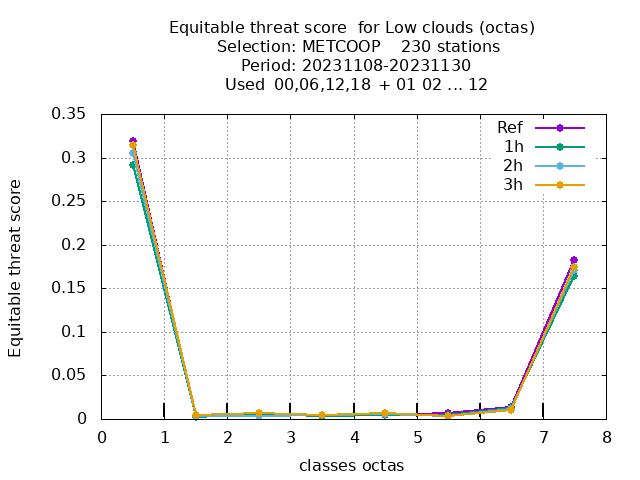 Equitable threat score for Low clouds (octas)
Selection: METCOOP 230 stations
Period: 20231108-20231130
Used 00,06,12,18 + 01 02 ... 12
Equitable threat score
0.35
0.3
0.25
0.2
0.15
0.1
0.05
0
Ref
1h
2h
3h
0 1 2 3 4 5 6 7 8
classes octas